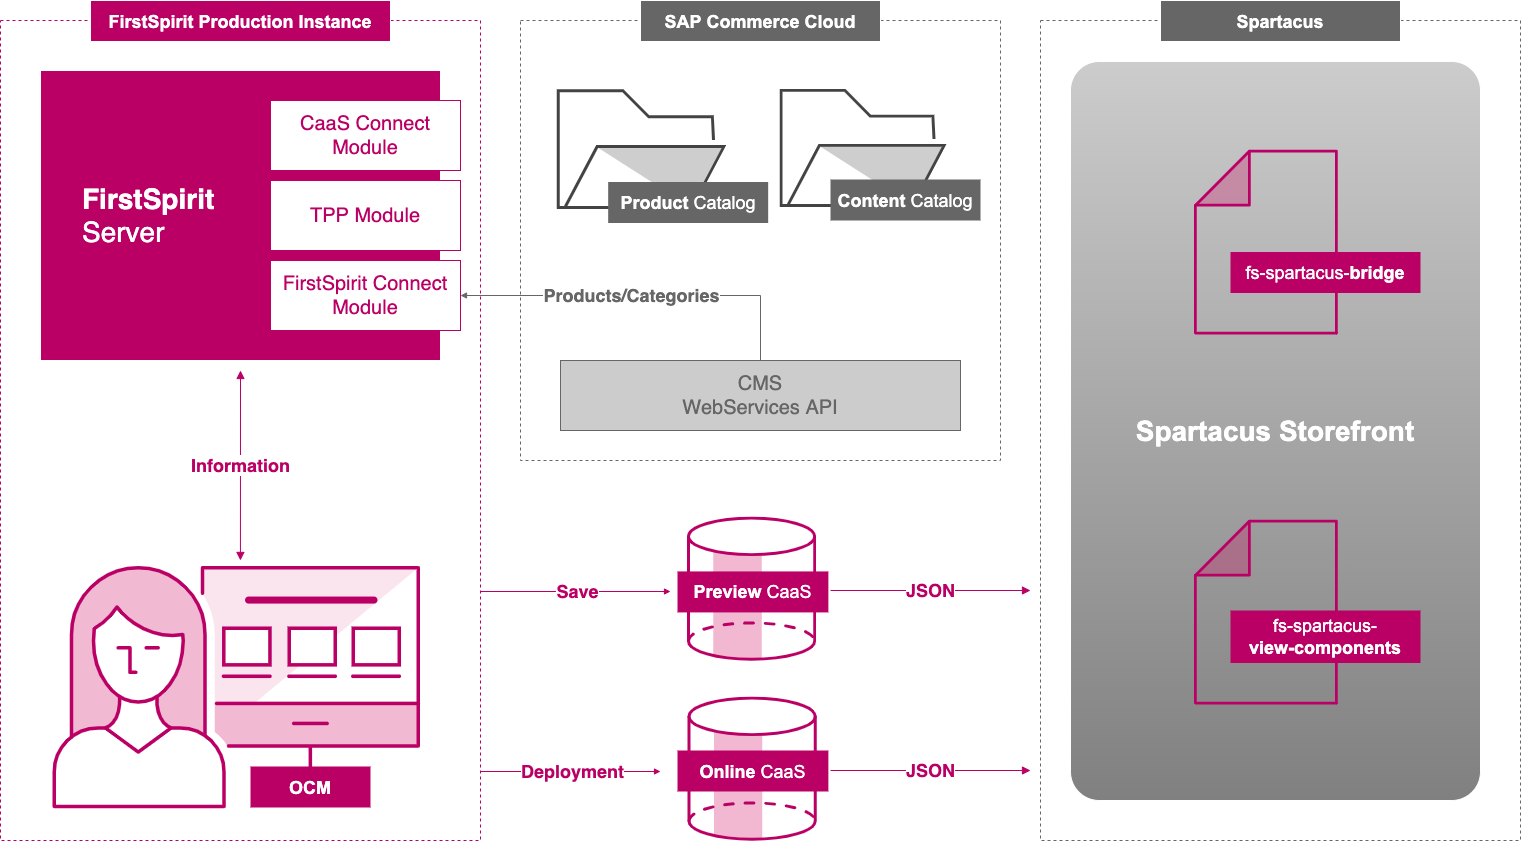 FirstSpirit Production Instance
CaaS Connect
Module
FirstSpirit
Server
TPP Module
FirstSpirit Connect
Module
Information
OCM
SAP Commerce Cloud
Product Catalog
Content Catalog
Products/Categories
CMS
WebServices API
Save
Preview CaaS
JSON
Deployment
Online CaaS
JSON
Spartacus
fs-spartacus-bridge
Spartacus Storefront
fs-spartacus-
view-components